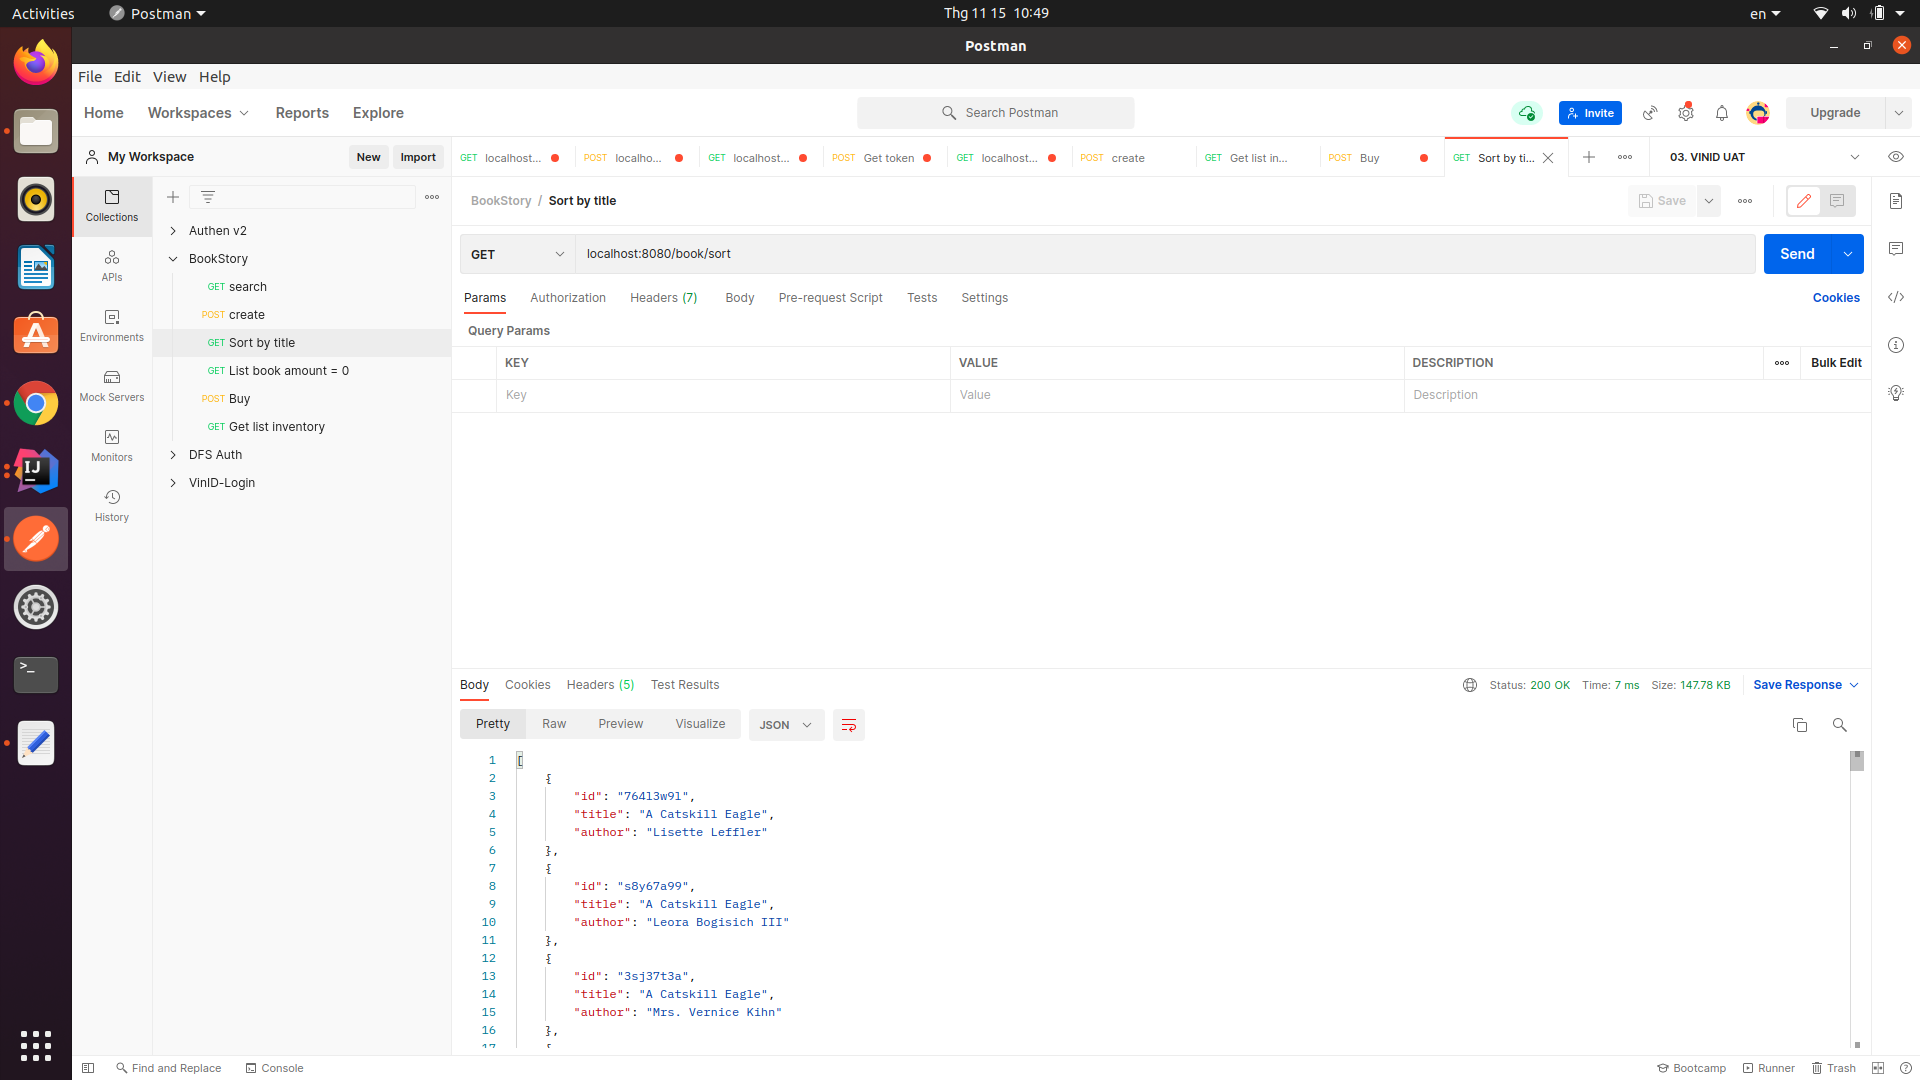 Activities
Postman
Thg 11 15 10:49
en
Postman
File Edit View Help
Home Workspaces Reports Explore
Search Postman
Invite
Upgrade
My Workspace
New
Import
GET localhost...
POST localho...
GET localhost...
POST Get token
GET localhost...
POST create
GET Get list in...
POST Buy
GET Sort by ti...
03. VINID UAT
Collections
APIs
Environments
Mock Servers
Monitors
History
Authen v2
BookStory
GET search
POST create
GET Sort by title
GET List book amount = 0
POST Buy
GET Get list inventory
DFS Auth
VinID-Login
BookStory / Sort by title
Save
GET
localhost:8080/book/sort
Send
Params Authorization Headers (7) Body Pre-request Script Tests Settings
Cookies
Query Params
KEY VALUE DESCRIPTION
Bulk Edit
Key Value Description
Body Cookies Headers (5) Test Results
Status: 200 OK Time: 7 ms Size: 147.78 KB
Save Response
Pretty Raw Preview Visualize
JSON
1 [
2 {
3 "id": "764l3w9l",
4 "title": "A Catskill Eagle",
5 "author": "Lisette Leffler"
6 },
7 {
8 "id": "s8y67a99",
9 "title": "A Catskill Eagle",
10 "author": "Leora Bogisich III"
11 },
12 {
13 "id": "3sj37t3a",
14 "title": "A Catskill Eagle",
15 "author": "Mrs. Vernice Kihn"
16 },
17 {
Find and Replace
Console
Bootcamp
Runner
Trash